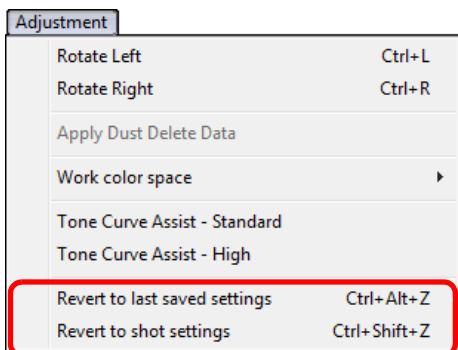 Adjustment
Rotate Left Ctrl+L
Rotate Right Ctrl+R
Apply Dust Delete Data
Work color space
Tone Curve Assist - Standard
Tone Curve Assist - High
Revert to last saved settings Ctrl+Alt+Z
Revert to shot settings Ctrl+Shift+Z